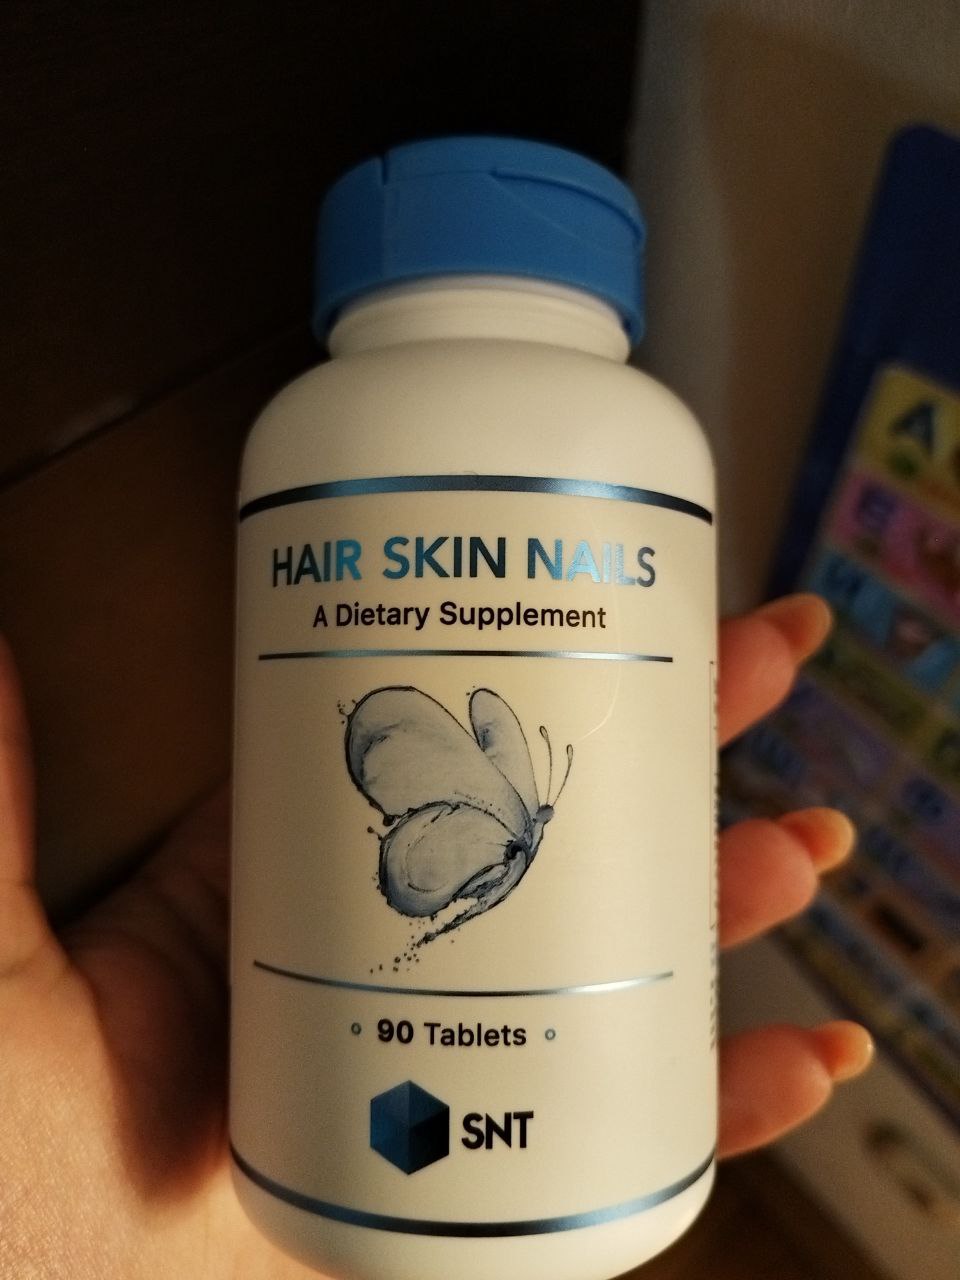 HAIR SKIN NAILS
A Dietary Supplement
90 Tablets
SNT
A
E